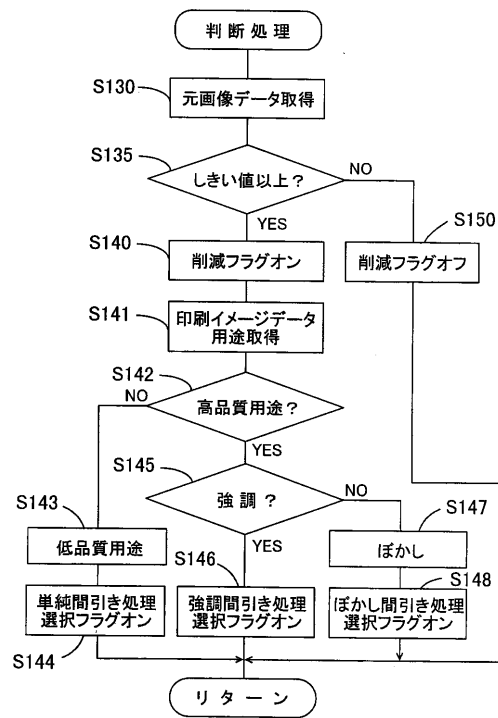 判断処理
S130
元画像データ取得
S135
しきい値以上？
NO
YES
S150
S140
削減フラグオン
削減フラグオフ
S141
印刷イメージデータ
用途取得
S142
NO
高品質用途？
YES
S145
強調？
NO
YES
S143
S147
低品質用途
ぼかし
S146
S148
単純間引き処理
選択フラグオン
強調間引き処理
選択フラグオン
ぼかし間引き処理
選択フラグオン
S144
リターン